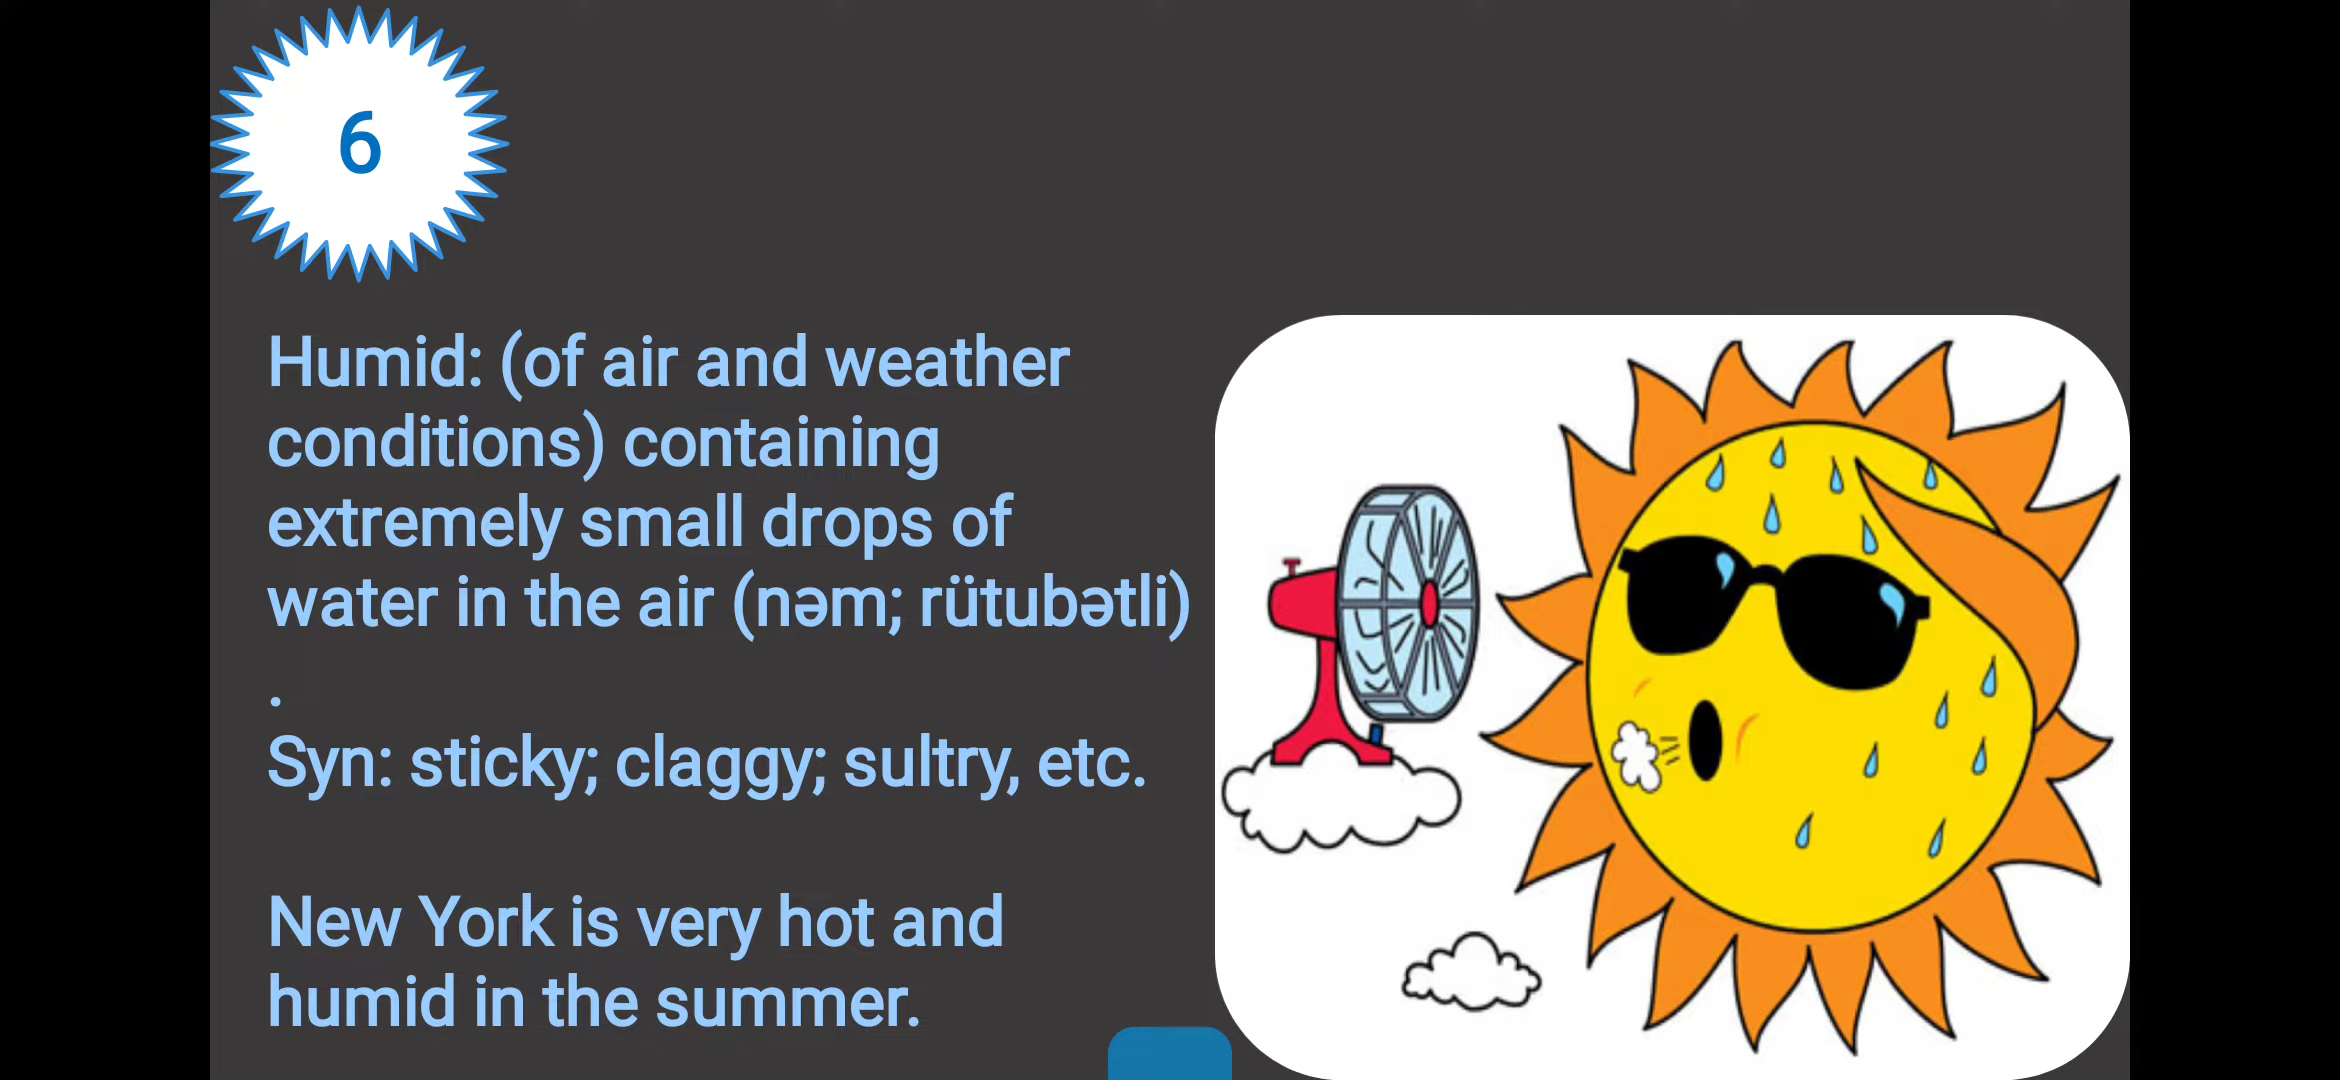 6
Humid: (of air and weather
conditions) containing
extremely small drops of
water in the air (nəm; rütubətli)
.
Syn: sticky; claggy; sultry, etc.
New York is very hot and
humid in the summer.